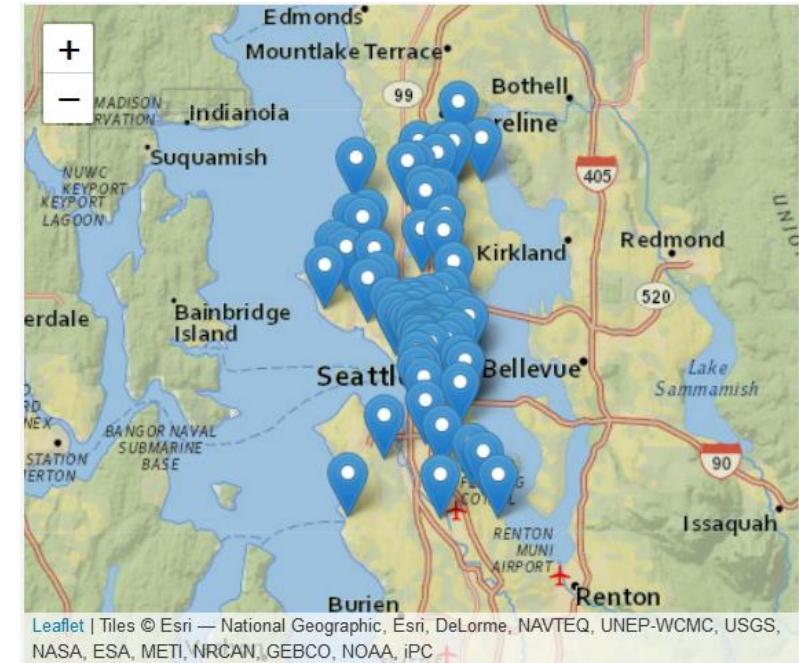 Edmonds
Mountlake Terrace
+
99
Bothell
−
MADISON
Indianola
reline
Suquamish
405
NUWC
KEYPORT
KEYPORT
LAGOON
Kirkland
Redmond
520
erdale
Bainbridge
Island
Seattl
Bellevue
Lake
Sammamish
BANGOR NAVAL
SUBMARINE
BASE
STATION
90
Issaquah
RENTON
MUNI
AIRPORT
Renton
Burien
Leaflet | Tiles © Esri — National Geographic, Esri, DeLorme, NAVTEQ, UNEP-WCMC, USGS,
NASA, ESA, METI, NRCAN, GEBCO, NOAA, iPC